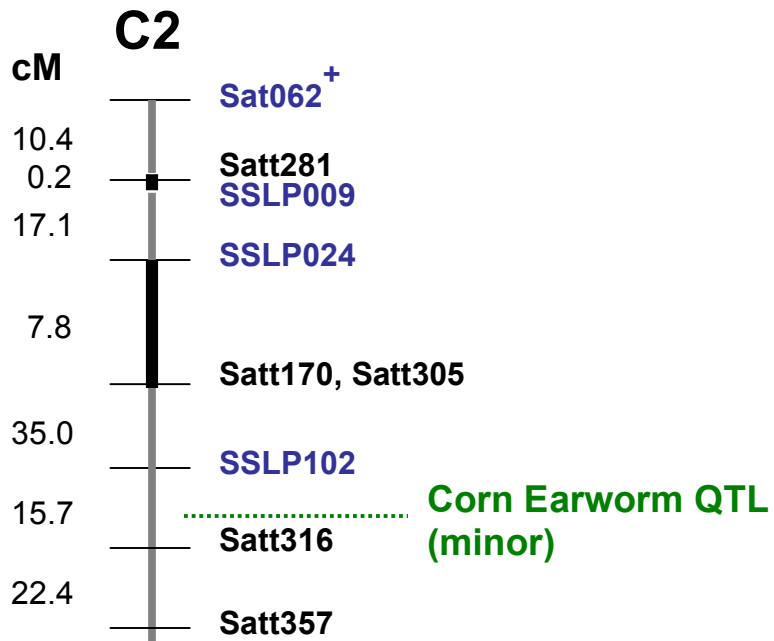 C2
cM
Sat062+
10.4
Satt281
0.2
SSLP009
17.1
SSLP024
7.8
Satt170, Satt305
35.0
SSLP102
Corn Earworm QTL
15.7
(minor)
Satt316
22.4
Satt357